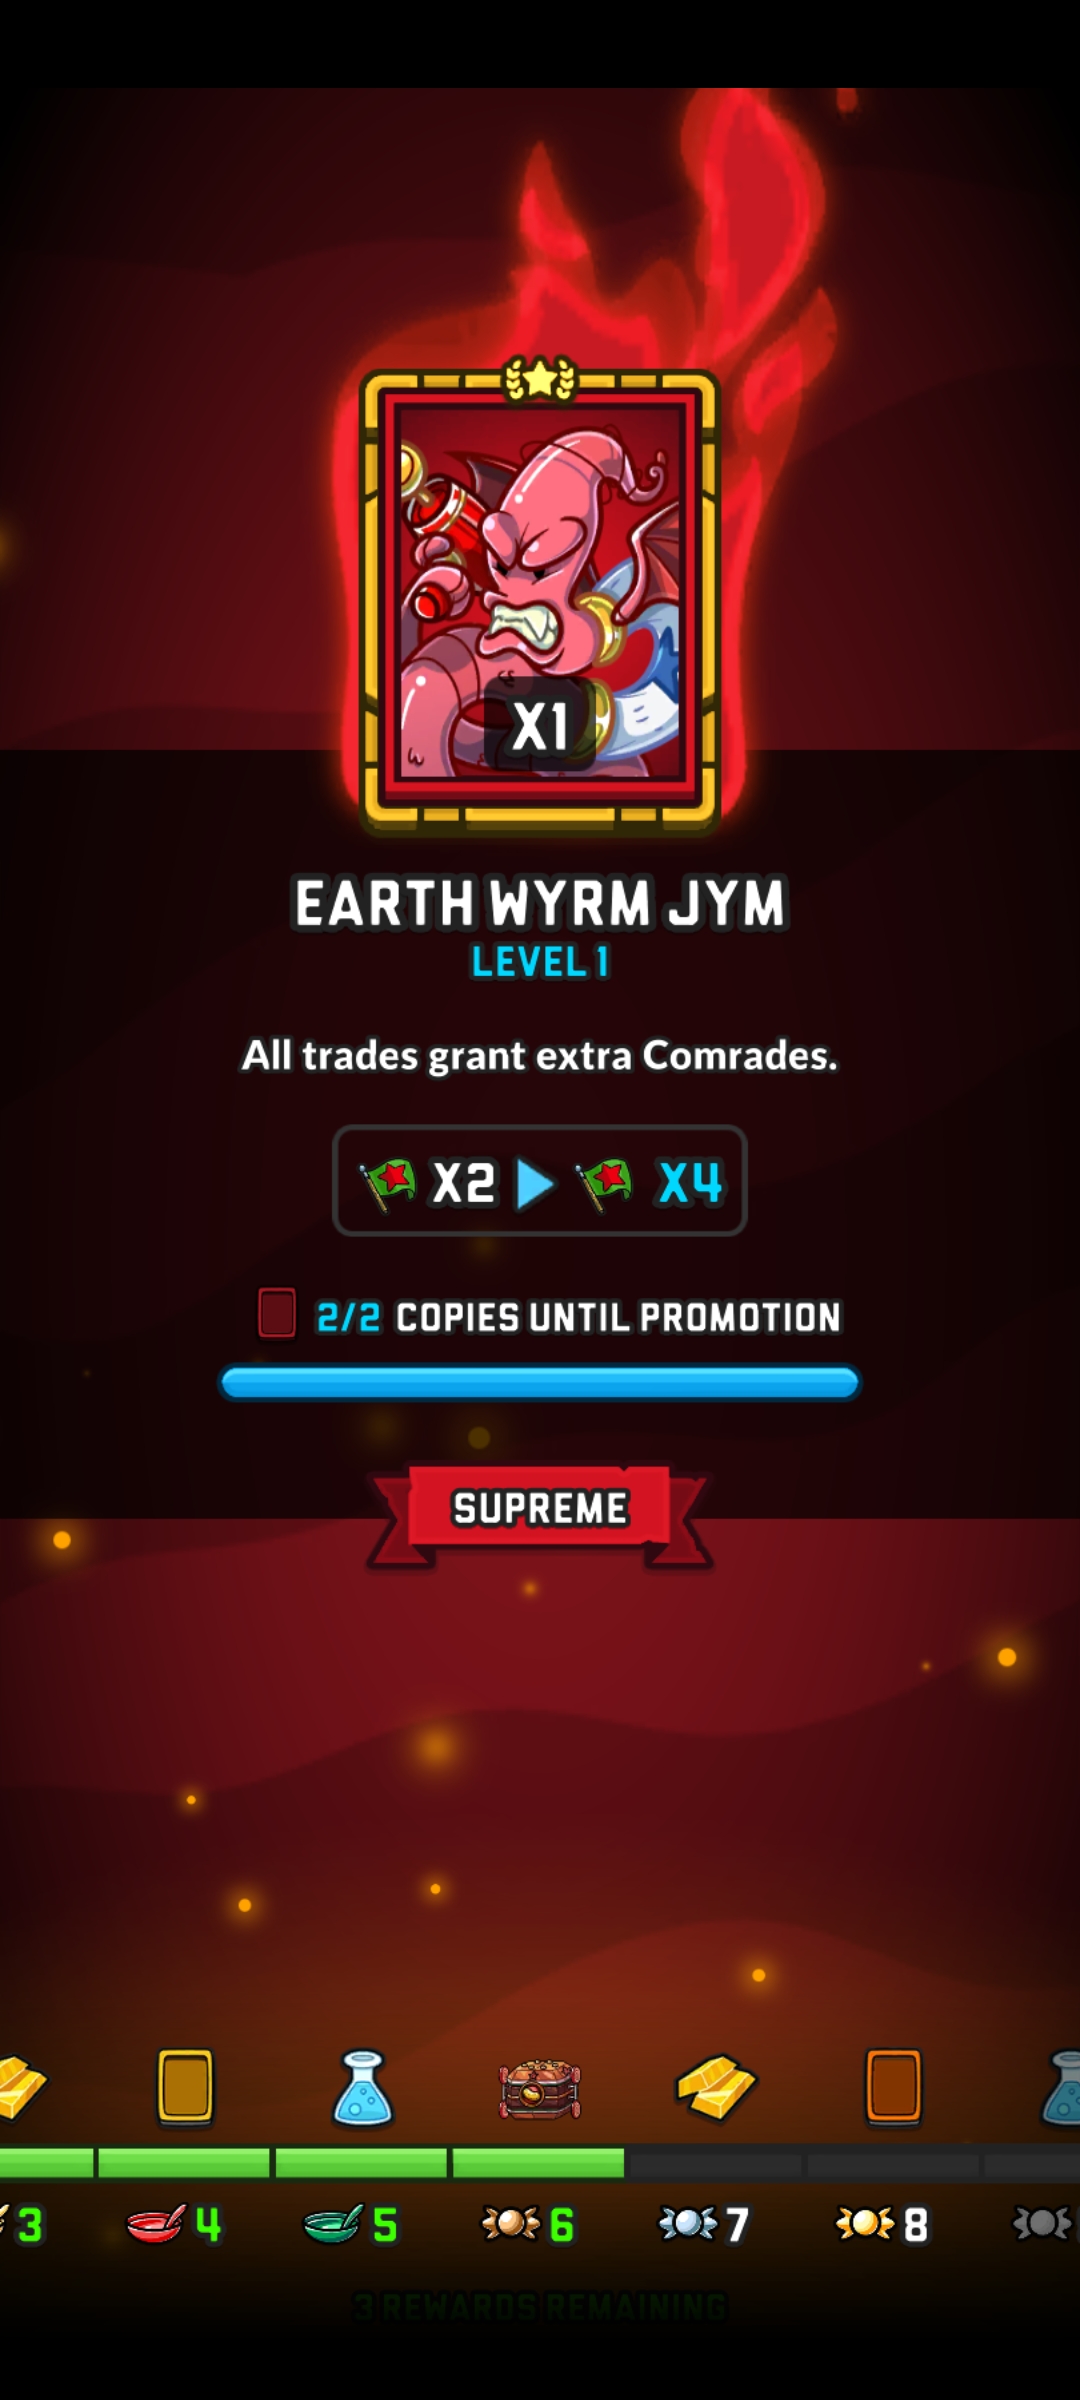 X1
EARTH WYRM JYM
LEVEL 1
All trades grant extra Comrades.
X2 X4
2/2 COPIES UNTIL PROMOTION
SUPREME
3 4 5 6 7 8
3 REWARDS REMAINING